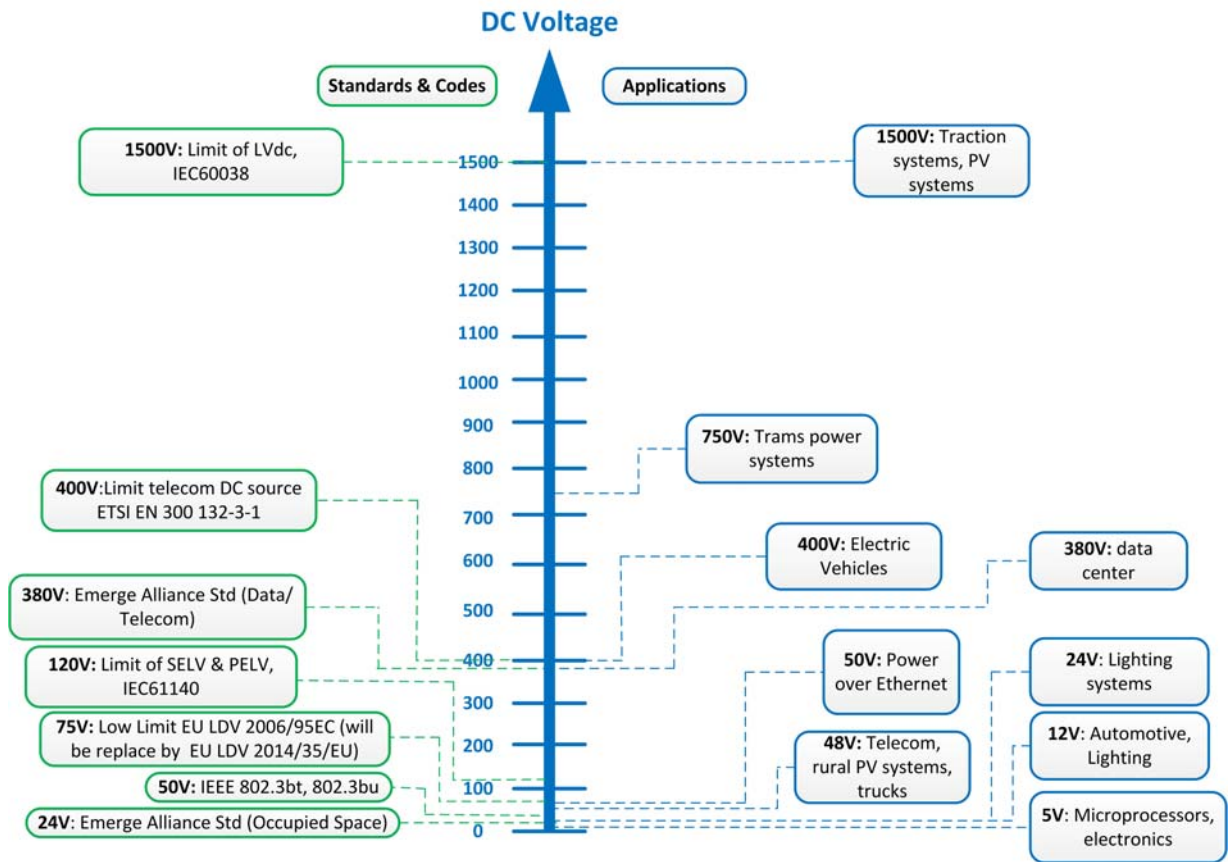 DC Voltage
Standards & Codes
Applications
1500V: Limit of LVdc,
IEC60038
1500V: Traction
systems, PV
systems
1500
1400
1300
1200
1100
1000
900
800
700
600
500
400
300
200
100
0
750V: Trams power
systems
400V:Limit telecom DC source
ETSI EN 300 132-3-1
400V: Electric
Vehicles
380V: data
center
380V: Emerge Alliance Std (Data/
Telecom)
120V: Limit of SELV & PELV,
IEC61140
50V: Power
over Ethernet
24V: Lighting
systems
75V: Low Limit EU LDV 2006/95EC (will
be replace by EU LDV 2014/35/EU)
48V: Telecom,
rural PV systems,
trucks
12V: Automotive,
Lighting
50V: IEEE 802.3bt, 802.3bu
24V: Emerge Alliance Std (Occupied Space)
5V: Microprocessors,
electronics